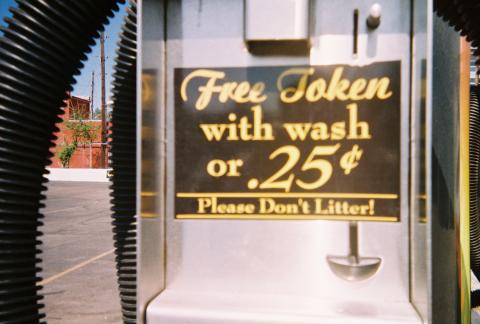 Free Token
with wash
or .25¢
Please Don't Litter!